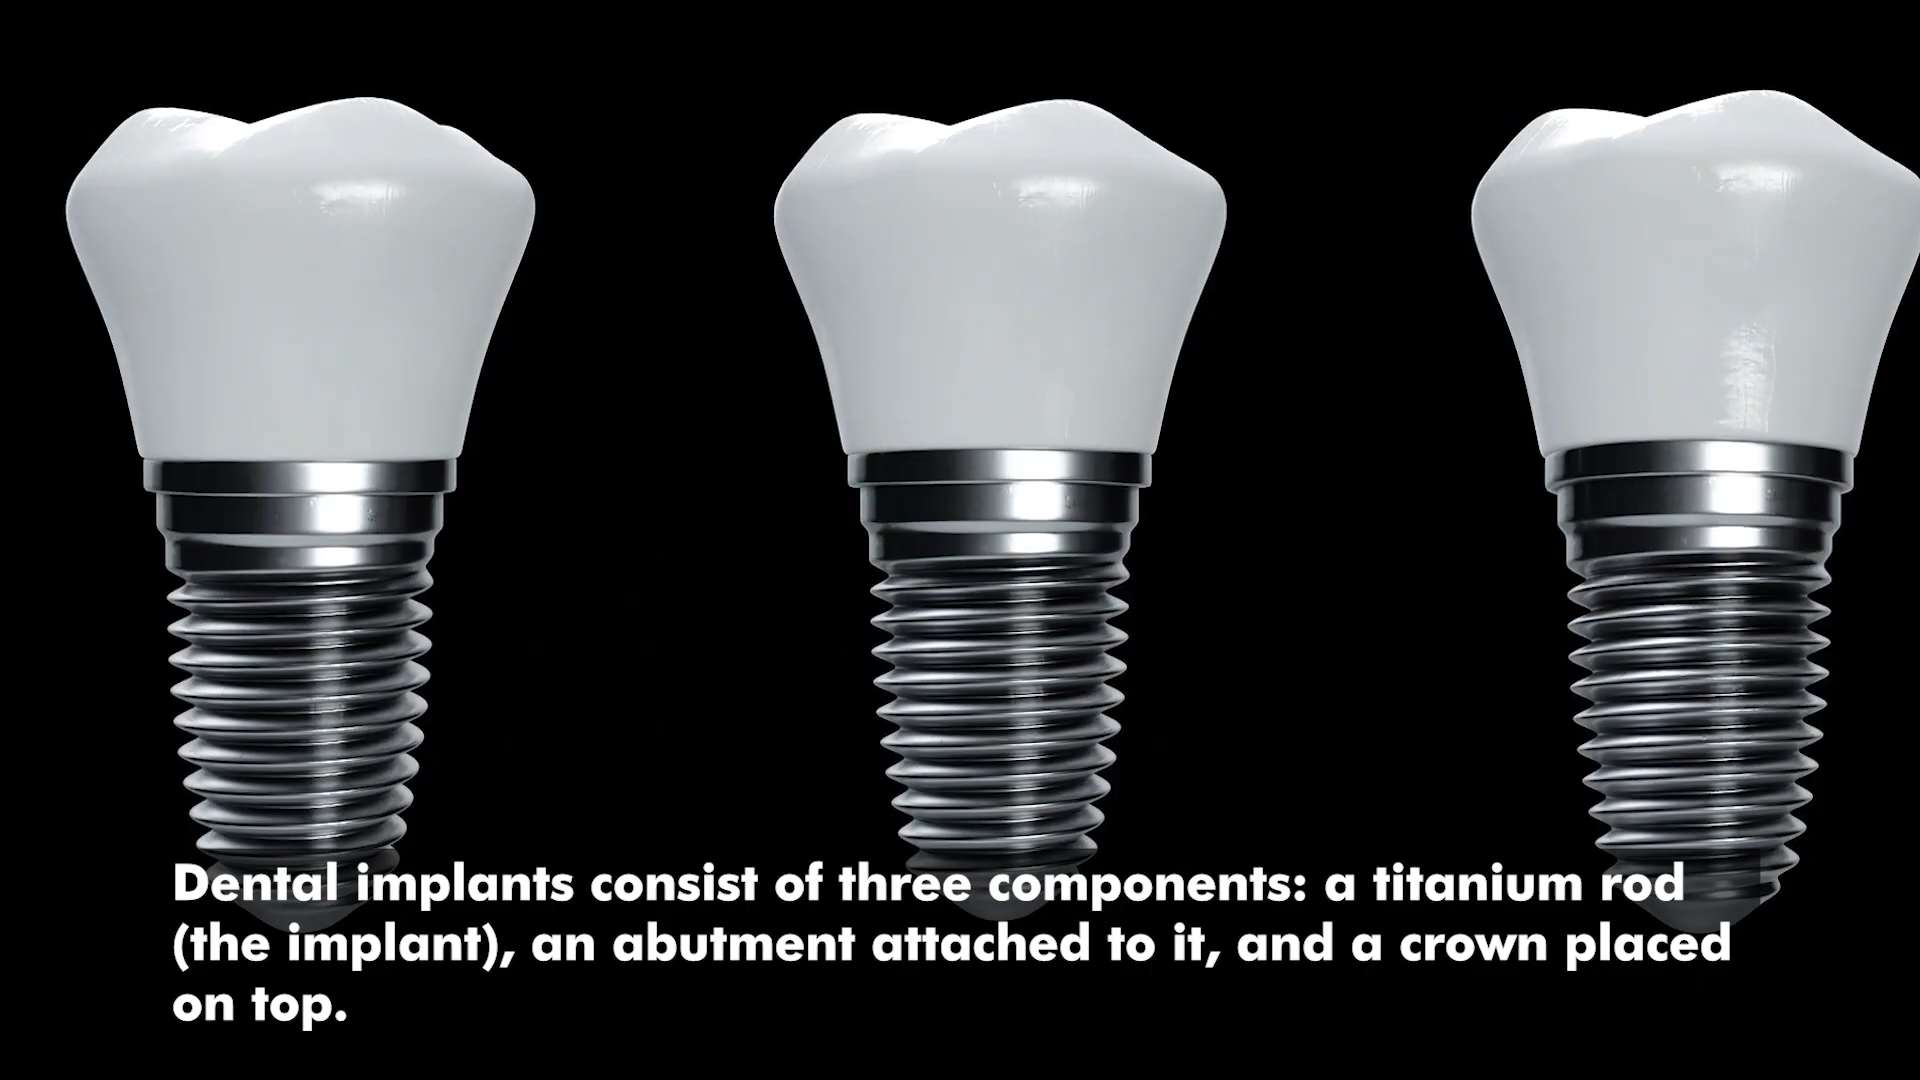 Dental implants consist of three components: a titanium rod
(the implant), an abutment attached to it, and a crown placed
on top.